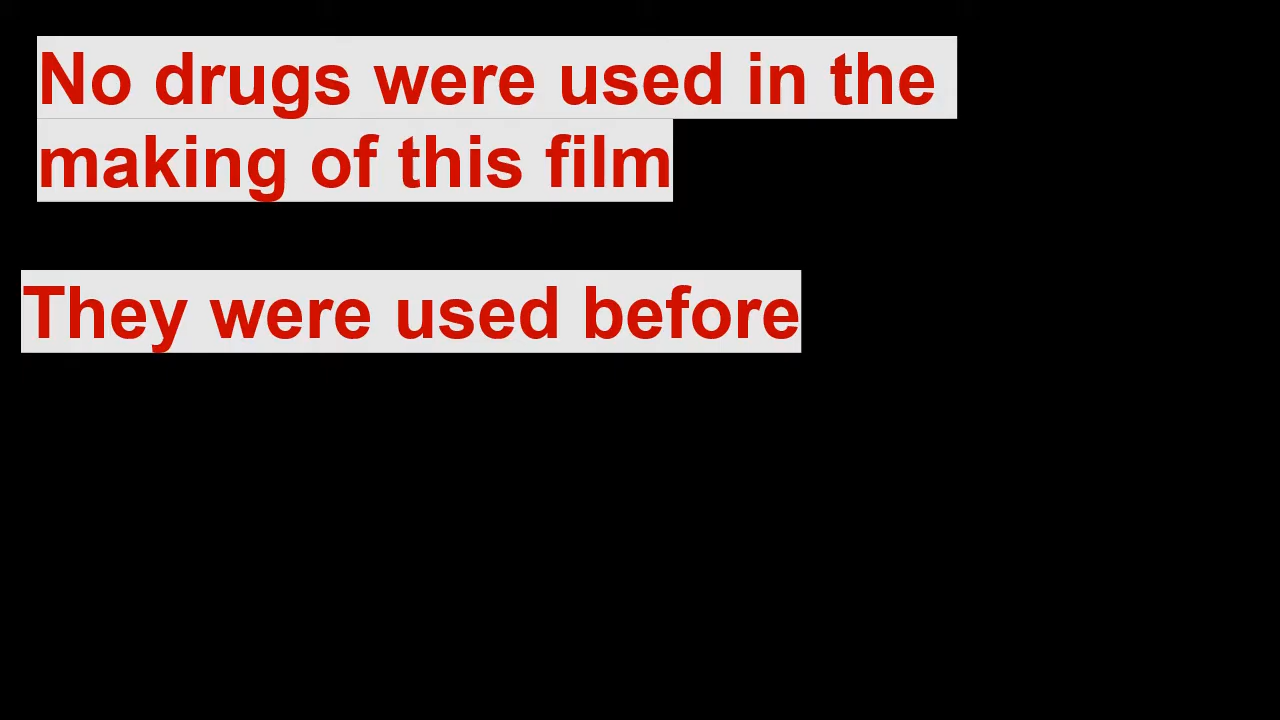 No drugs were used in the
making of this film
They were used before